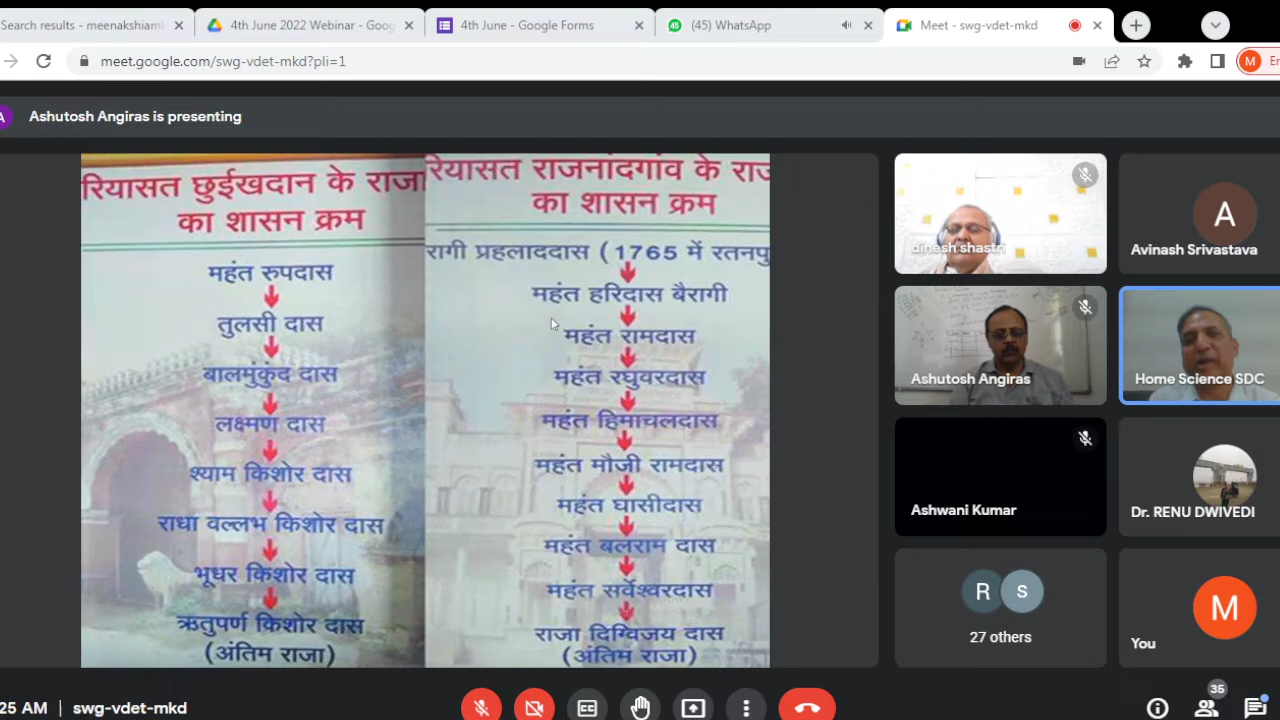 Search results - meenakshiaml
4th June 2022 Webinar - Goog
4th June - Google Forms
(45) WhatsApp
Meet - swg-vdet-mkd
meet.google.com/swg-vdet-mkd?pli=1
M
A
Ashutosh Angiras is presenting
रियासत छुईखदान के राजा
का शासन क्रम
महंत रुपदास
तुलसी दास
बालमुंकुंद दास
लक्ष्मण दास
श्याम किशोर दास
राधा वल्लभ किशोर दास
भूधर किशोर दास
ऋतुपर्ण किशोर दास
(अंतिम राजा)
रियासत राजनांदगांव के राज
का शासन क्रम
रागी प्रहलाददास (1765 में रतनपु
महंत हरिदास बैरागी
महंत रामदास
महंत रघुवरदास
महंत हिमाचलदास
महंत मौजी रामदास
महंत घासीदास
महंत बलराम दास
महंत सर्वेश्वरदास
राजा दिग्विजय दास
(अंतिम राजा)
dinesh shastri
A
Avinash Srivastava
Ashutosh Angiras
Home Science SDC
Ashwani Kumar
Dr. RENU DWIVEDI
R
S
27 others
M
You
:25 AM | swg-vdet-mkd
35